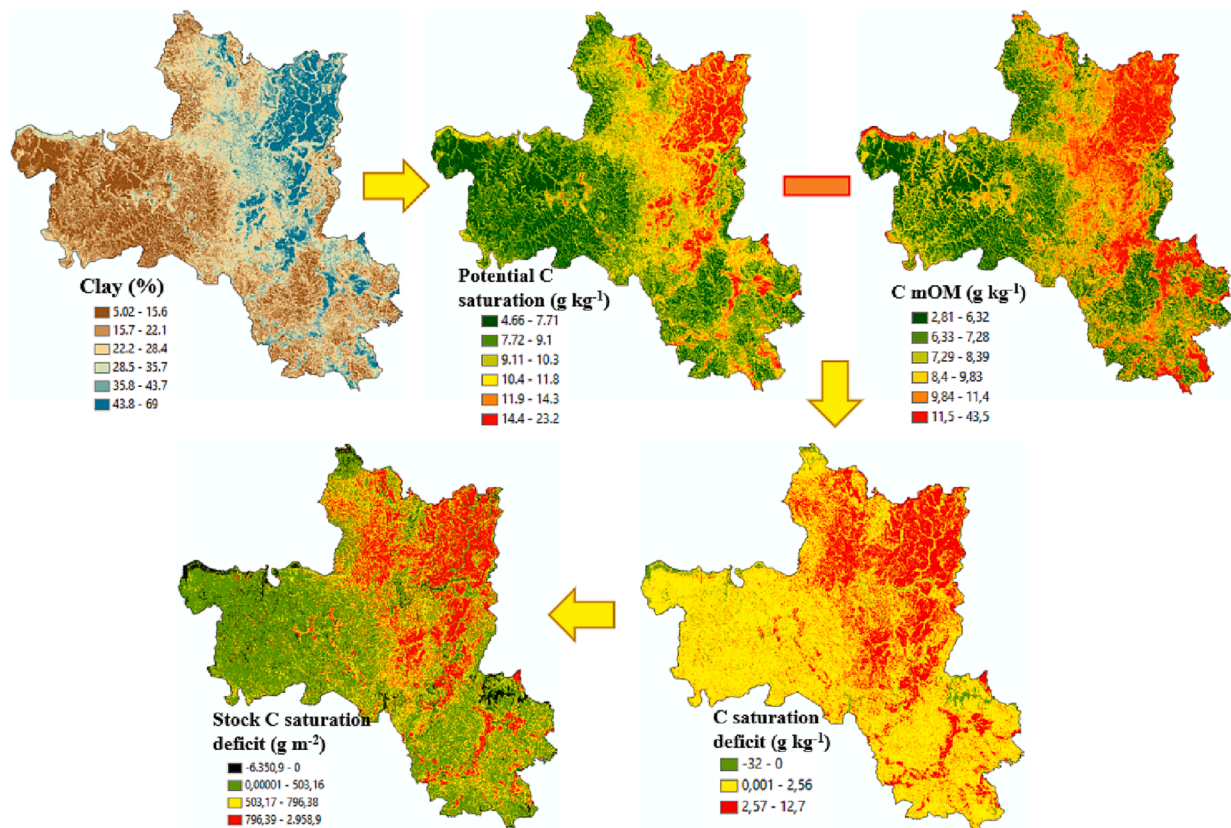 Clay (%)
5.02 - 15.6
15.7 - 22.1
22.2 - 28.4
28.5 - 35.7
35.8 - 43.7
43.8 - 69
Potential C
saturation (g kg⁻¹)
4.66 - 7.71
7.72 - 9.1
9.11 - 10.3
10.4 - 11.8
11.9 - 14.3
14.4 - 23.2
C mOM (g kg⁻¹)
2,81 - 6,32
6,33 - 7,28
7,29 - 8,39
8,4 - 9,83
9,84 - 11,4
11,5 - 43,5
Stock C saturation
deficit (g m⁻²)
-6.350,9 - 0
0,00001 - 503,16
503,17 - 796,38
796,39 - 2.958,9
C saturation
deficit (g kg⁻¹)
-32 - 0
0,001 - 2,56
2,57 - 12,7